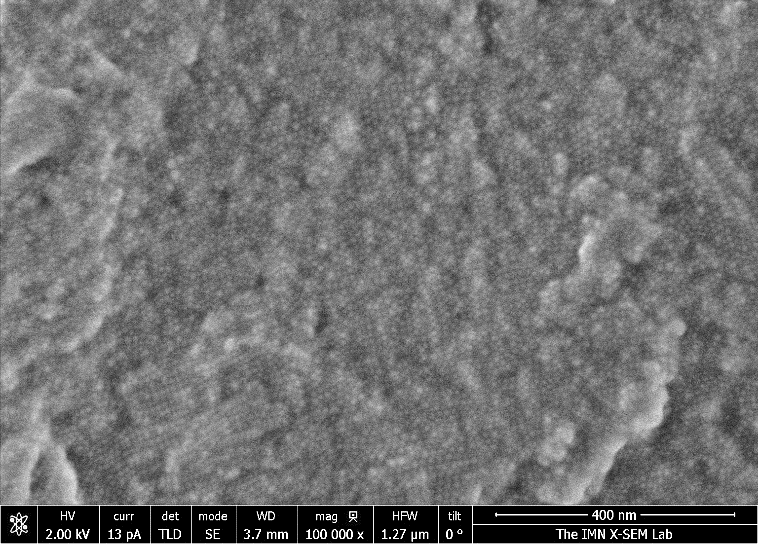 HV curr det mode WD mag HFW tilt
2.00 kV 13 pA TLD SE 3.7 mm 100 000 x 1.27 µm 0 °
400 nm
The IMN X-SEM Lab